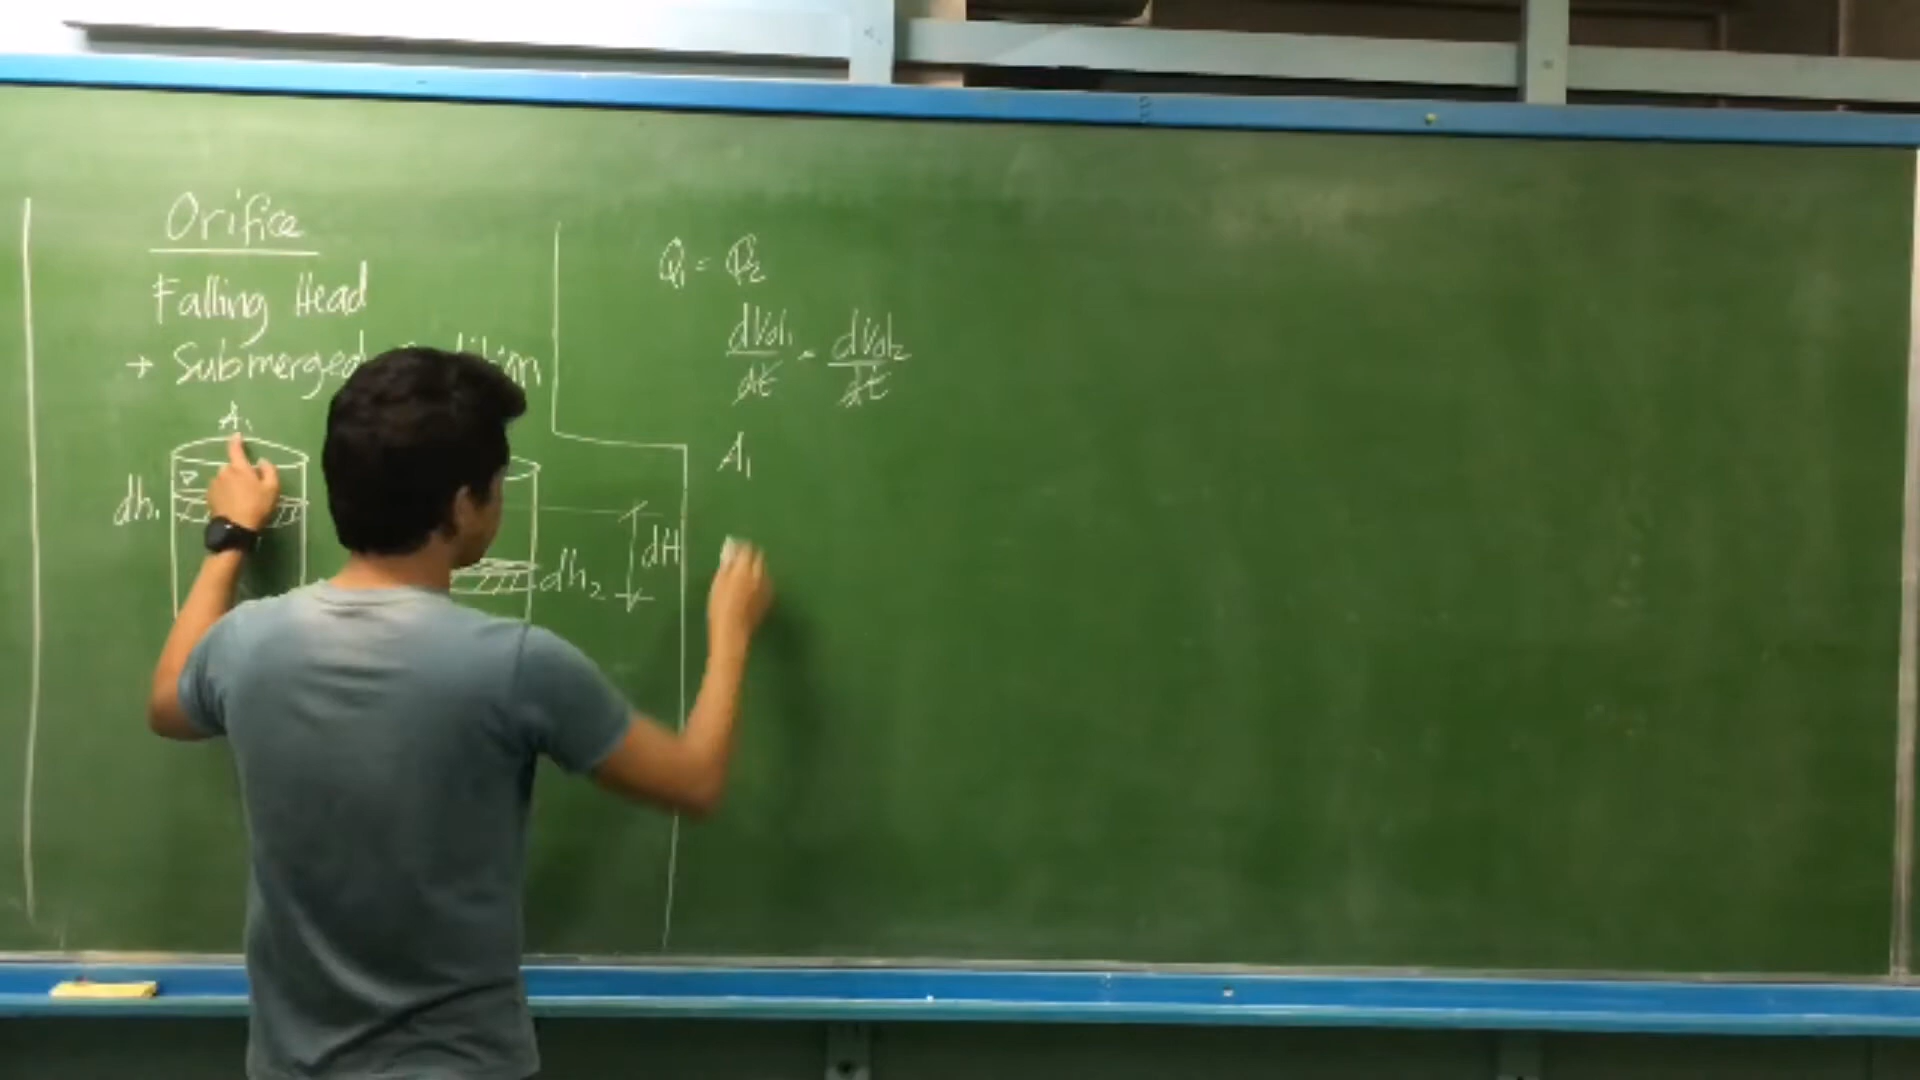 Orifice
Falling Head
+ Submerged
A₁
dh₁
dh₂
dH
Q₁ = Q₂
dVol₁/dt = dVol₂/dt
A₁